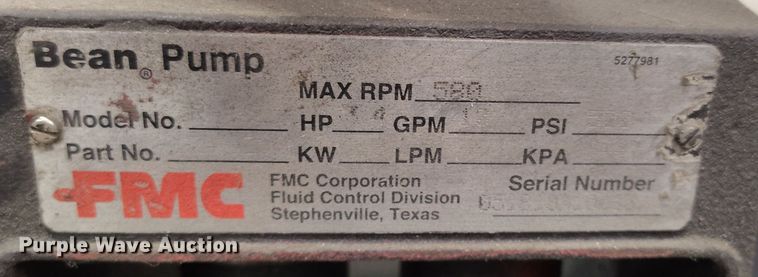 Bean® Pump
5277981
MAX RPM 580
Model No. HP GPM PSI
Part No. KW LPM KPA
FMC
FMC Corporation
Fluid Control Division
Stephenville, Texas
Serial Number
Purple Wave Auction